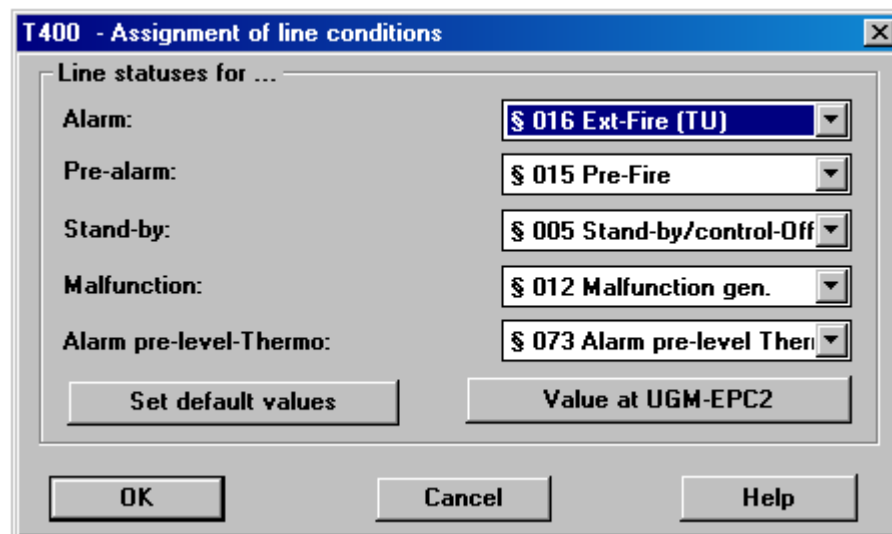 T400 - Assignment of line conditions
Line statuses for ...
Alarm: § 016 Ext-Fire (TU)
Pre-alarm: § 015 Pre-Fire
Stand-by: § 005 Stand-by/control-Off
Malfunction: § 012 Malfunction gen.
Alarm pre-level-Thermo: § 073 Alarm pre-level Ther
Set default values Value at UGM-EPC2
OK Cancel Help